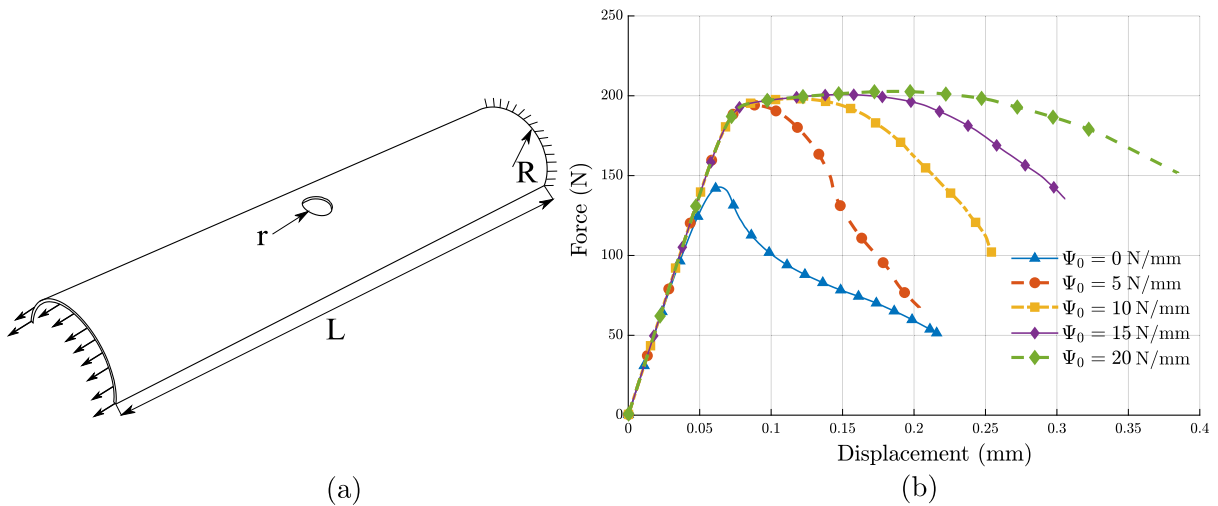 R
r
L
(a)
250
200
150
100
50
0
0
0.05
0.1
0.15
0.2
0.25
0.3
0.35
0.4
Force (N)
Displacement (mm)
Ψ₀ = 0 N/mm
Ψ₀ = 5 N/mm
Ψ₀ = 10 N/mm
Ψ₀ = 15 N/mm
Ψ₀ = 20 N/mm
(b)